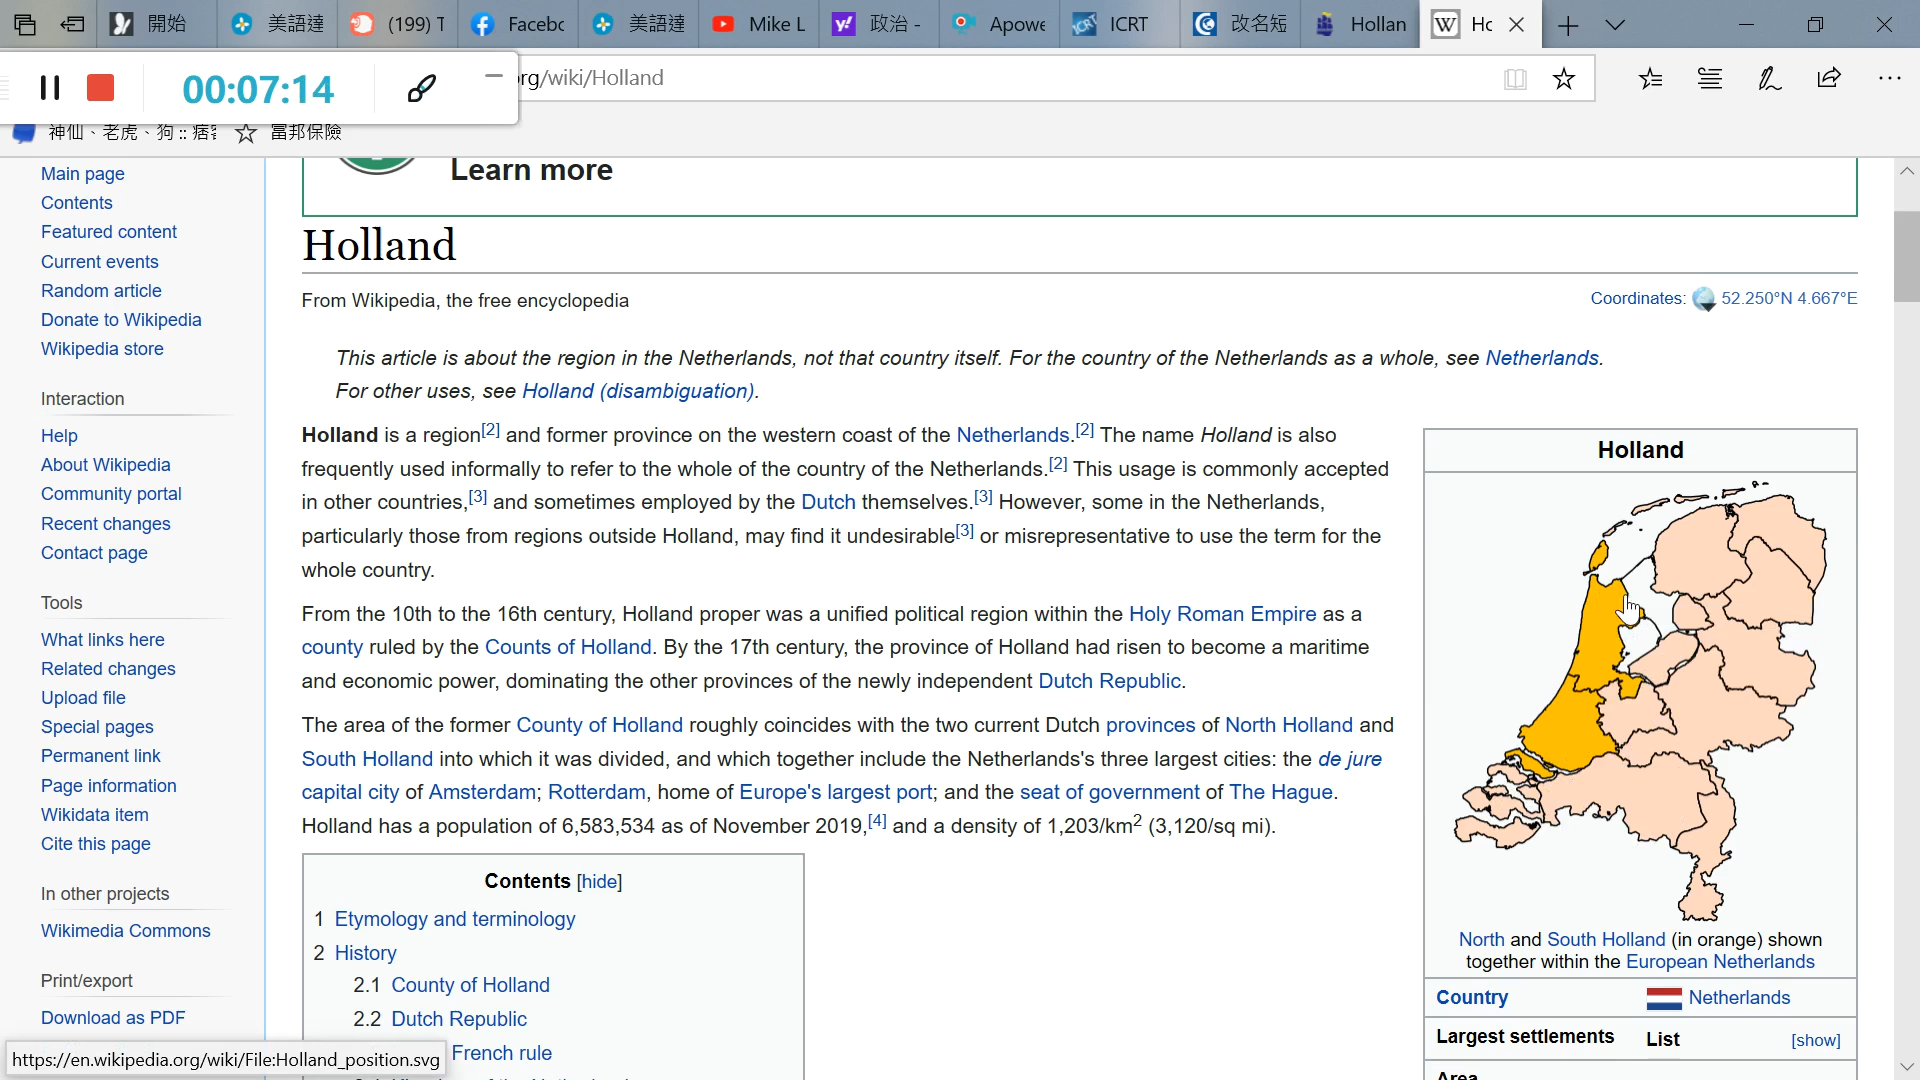 開始
美語達
(199) T
Faceb
美語達
Mike L
政治 -
Apowe
ICRT
改名短
Hollan
Hc
00:07:14
rg/wiki/Holland
神仙、老虎、狗 :: 痞
富邦保險
Learn more
Main page
Contents
Featured content
Current events
Random article
Donate to Wikipedia
Wikipedia store
Interaction
Help
About Wikipedia
Community portal
Recent changes
Contact page
Tools
What links here
Related changes
Upload file
Special pages
Permanent link
Page information
Wikidata item
Cite this page
In other projects
Wikimedia Commons
Print/export
Download as PDF
https://en.wikipedia.org/wiki/File:Holland_position.svg
Holland
From Wikipedia, the free encyclopedia
Coordinates: 52.250°N 4.667°E
This article is about the region in the Netherlands, not that country itself. For the country of the Netherlands as a whole, see Netherlands.
For other uses, see Holland (disambiguation).
Holland is a region[2] and former province on the western coast of the Netherlands.[2] The name Holland is also
frequently used informally to refer to the whole of the country of the Netherlands.[2] This usage is commonly accepted
in other countries,[3] and sometimes employed by the Dutch themselves.[3] However, some in the Netherlands,
particularly those from regions outside Holland, may find it undesirable[3] or misrepresentative to use the term for the
whole country.
From the 10th to the 16th century, Holland proper was a unified political region within the Holy Roman Empire as a
county ruled by the Counts of Holland. By the 17th century, the province of Holland had risen to become a maritime
and economic power, dominating the other provinces of the newly independent Dutch Republic.
The area of the former County of Holland roughly coincides with the two current Dutch provinces of North Holland and
South Holland into which it was divided, and which together include the Netherlands's three largest cities: the de jure
capital city of Amsterdam; Rotterdam, home of Europe's largest port; and the seat of government of The Hague.
Holland has a population of 6,583,534 as of November 2019,[4] and a density of 1,203/km2 (3,120/sq mi).
Contents [hide]
1 Etymology and terminology
2 History
2.1 County of Holland
2.2 Dutch Republic
French rule
Holland
North and South Holland (in orange) shown
together within the European Netherlands
Country Netherlands
Largest settlements List [show]
Area